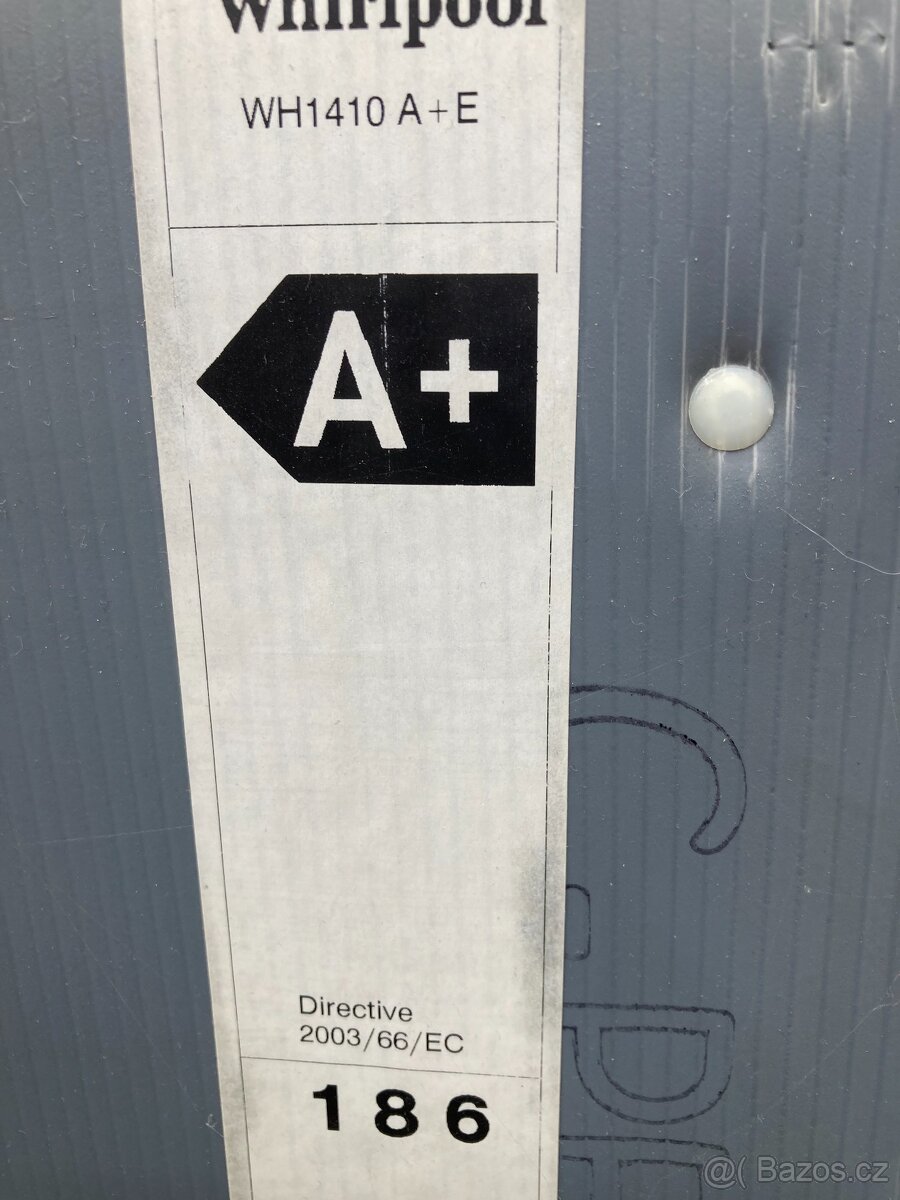 Whirlpool
WH1410 A+E
A+
Directive
2003/66/EC
186
@( Bazos.cz